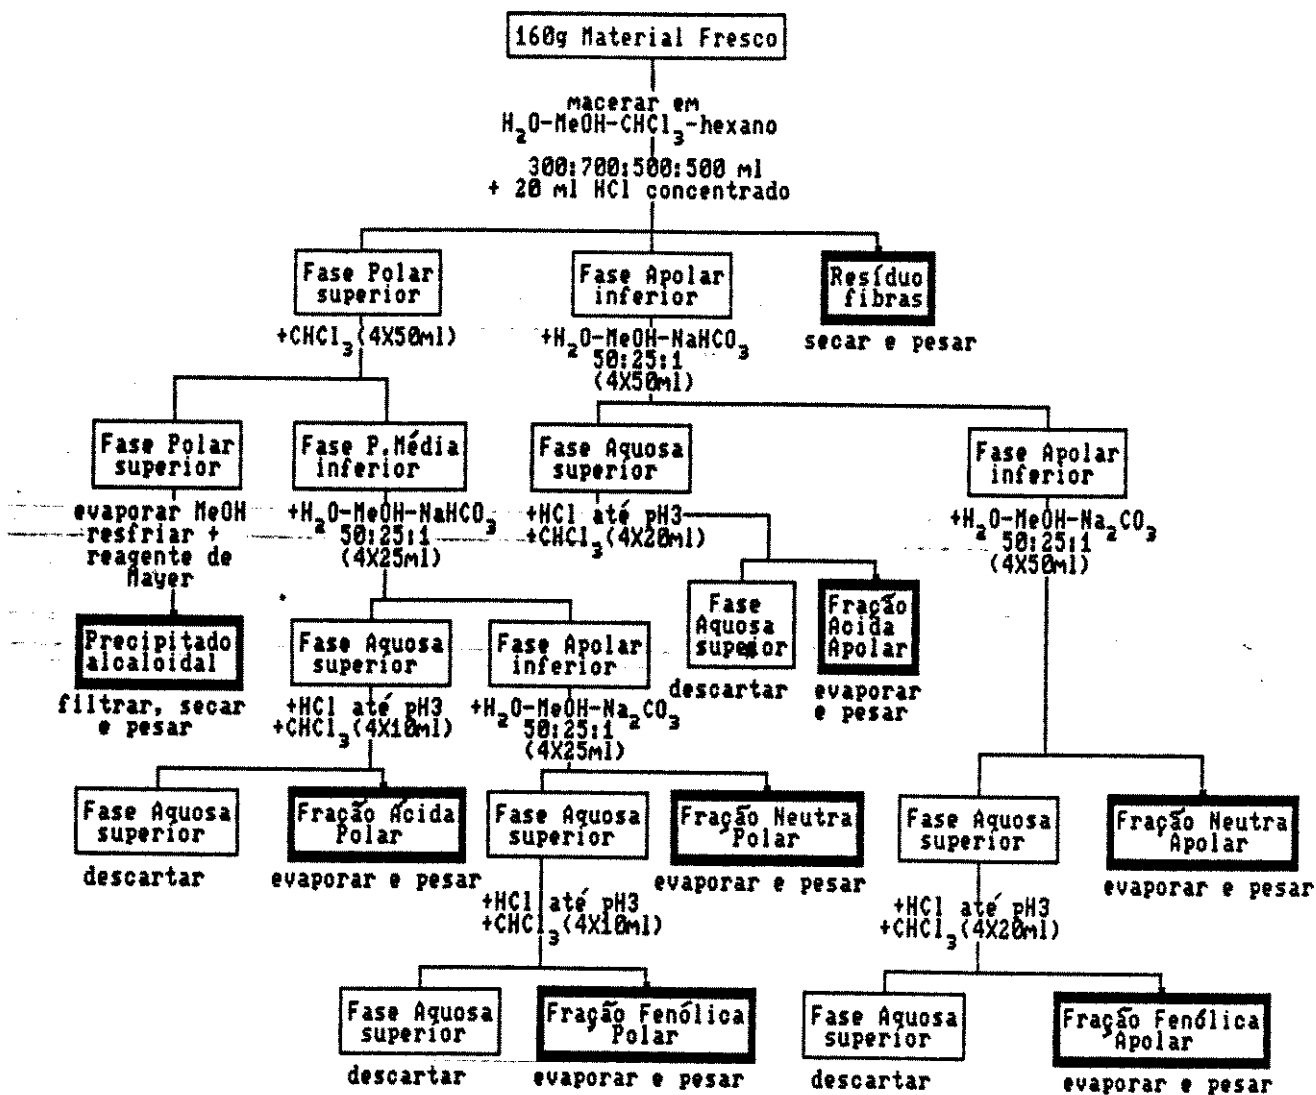 160g Material Fresco
macerar em
H₂O-MeOH-CHCl₃-hexano
300:700:500:500 ml
+ 20 ml HCl concentrado
Fase Polar
superior
Fase Apolar
inferior
Resíduo
fibras
+CHCl₃(4X50ml)
+H₂O-MeOH-NaHCO₃
50:25:1
(4X50ml)
secar e pesar
Fase Polar
superior
Fase P.Média
inferior
Fase Aquosa
superior
Fase Apolar
inferior
evaporar MeOH
resfriar +
reagente de
Mayer
+H₂O-MeOH-NaHCO₃
50:25:1
(4X25ml)
+HCl até pH3
+CHCl₃(4X20ml)
+H₂O-MeOH-Na₂CO₃
50:25:1
(4X50ml)
Fase
Aquosa
superior
Fração
Acida
Apolar
Precipitado
alcaloidal
Fase Aquosa
superior
Fase Apolar
inferior
descartar
evaporar
e pesar
filtrar, secar
e pesar
+HCl até pH3
+CHCl₃(4X10ml)
+H₂O-MeOH-Na₂CO₃
50:25:1
(4X25ml)
Fase Aquosa
superior
Fração Ácida
Polar
Fase Aquosa
superior
Fração Neutra
Polar
Fase Aquosa
superior
Fração Neutra
Apolar
descartar
evaporar e pesar
evaporar e pesar
evaporar e pesar
+HCl até pH3
+CHCl₃(4X10ml)
+HCl até pH3
+CHCl₃(4X20ml)
Fase Aquosa
superior
Fração Fenólica
Polar
Fase Aquosa
superior
Fração Fenólica
Apolar
descartar
evaporar e pesar
descartar
evaporar e pesar